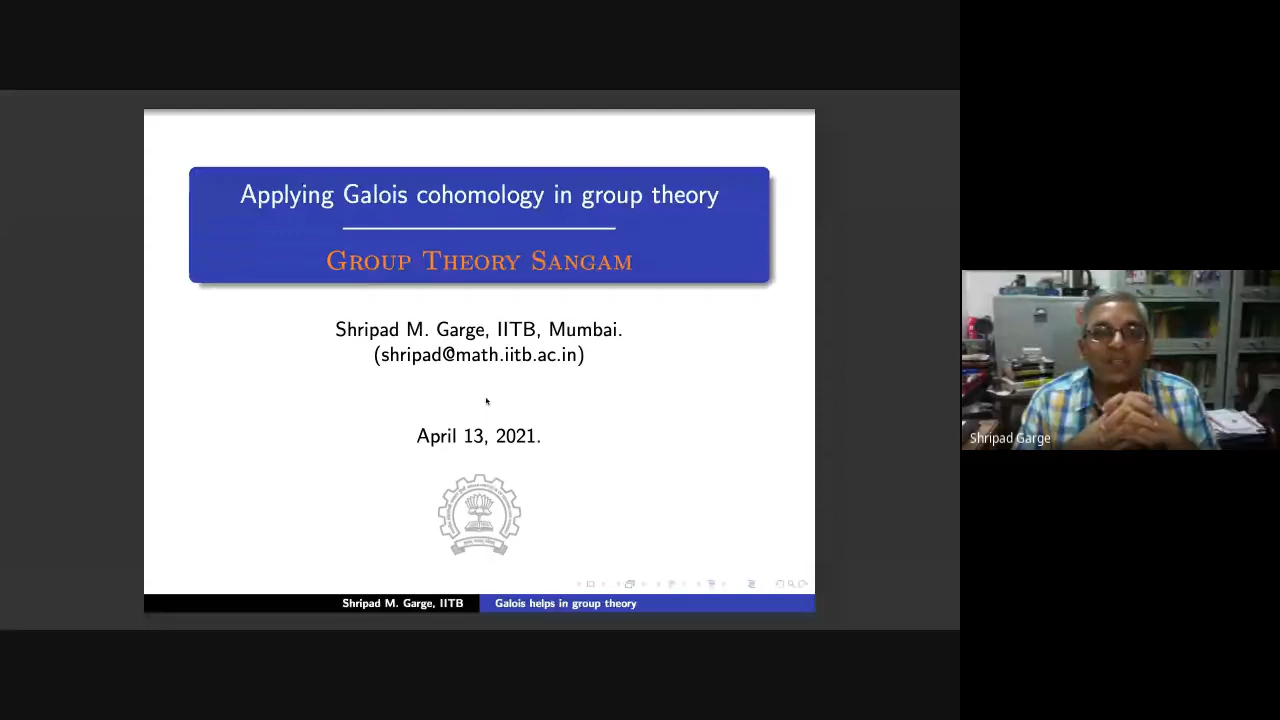 Applying Galois cohomology in group theory
Group Theory Sangam
Shripad M. Garge, IITB, Mumbai.
(shripad@math.iitb.ac.in)
April 13, 2021.
Shripad M. Garge, IITB
Galois helps in group theory
Shripad Garge